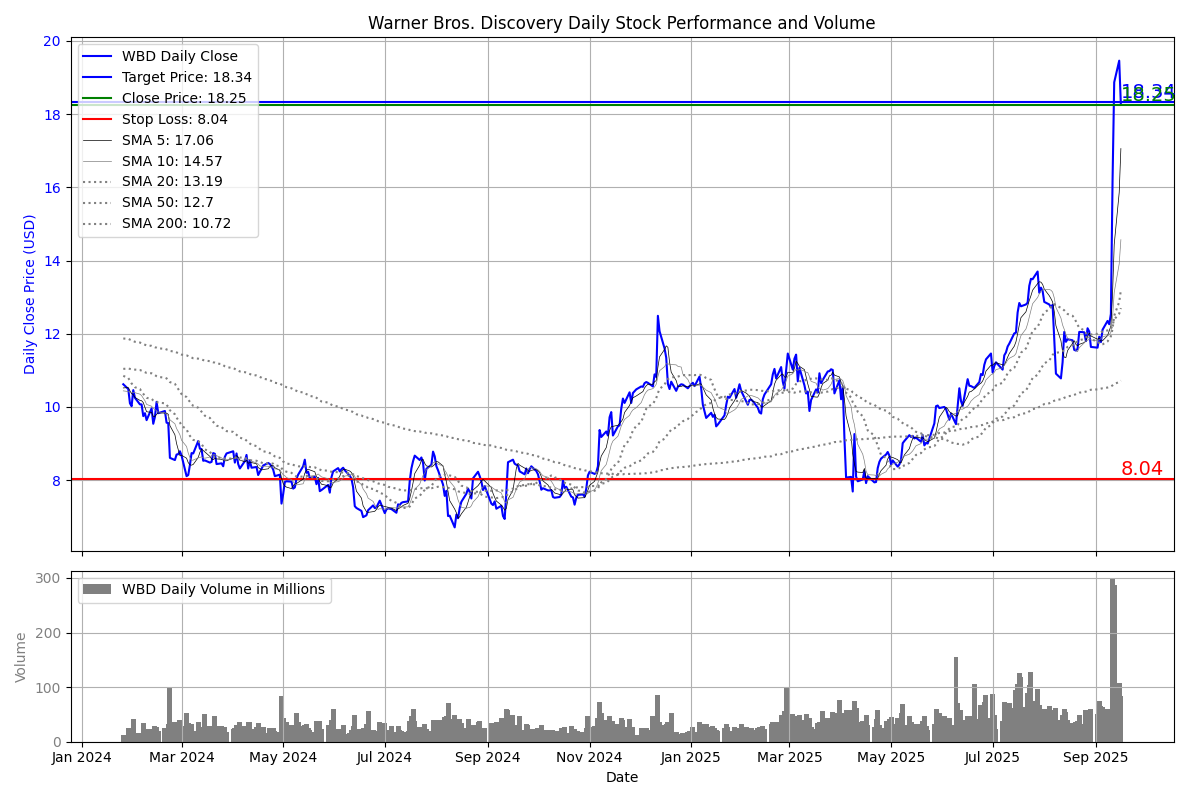 Warner Bros. Discovery Daily Stock Performance and Volume
20
18
16
14
12
10
8
Daily Close Price (USD)
WBD Daily Close
Target Price: 18.34
Close Price: 18.25
Stop Loss: 8.04
SMA 5: 17.06
SMA 10: 14.57
SMA 20: 13.19
SMA 50: 12.7
SMA 200: 10.72
18.34
18.25
8.04
300
200
100
0
Volume
WBD Daily Volume in Millions
Jan 2024
Mar 2024
May 2024
Jul 2024
Sep 2024
Nov 2024
Jan 2025
Mar 2025
May 2025
Jul 2025
Sep 2025
Date